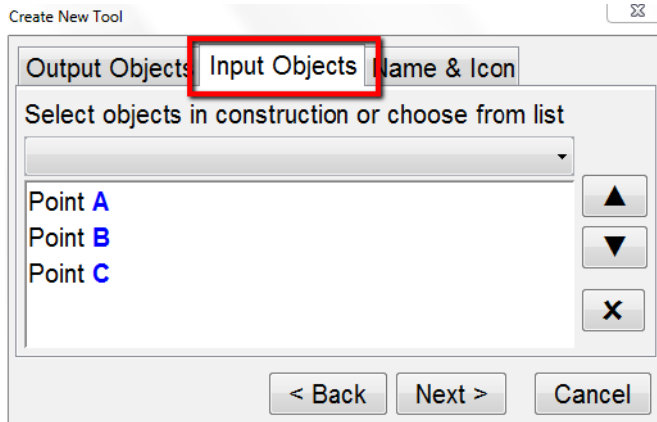 Create New Tool
Output Objects Input Objects Name & Icon
Select objects in construction or choose from list
Point A
Point B
Point C
< Back Next > Cancel